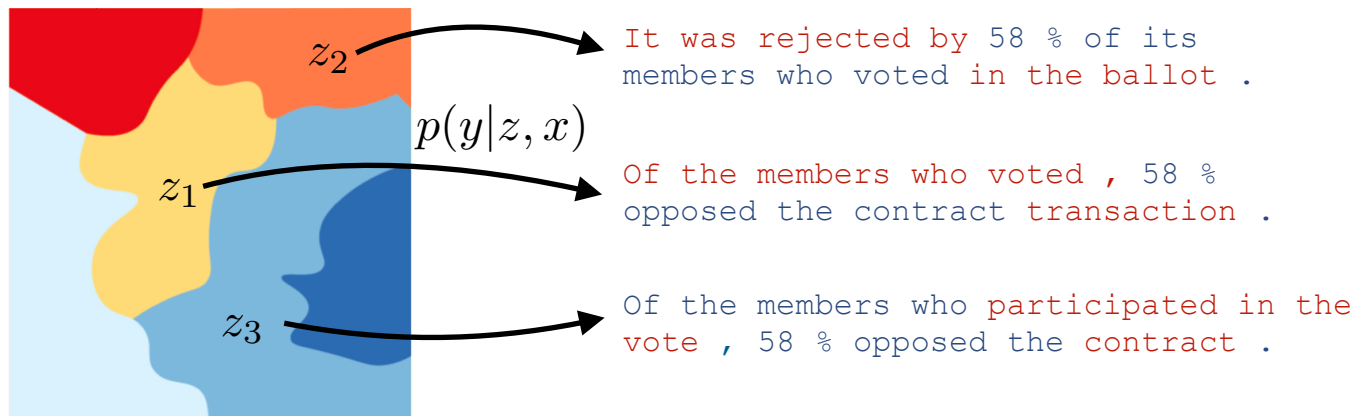 z₂
It was rejected by 58 % of its
members who voted in the ballot .
p(y|z, x)
z₁
Of the members who voted , 58 %
opposed the contract transaction .
z₃
Of the members who participated in the
vote , 58 % opposed the contract .